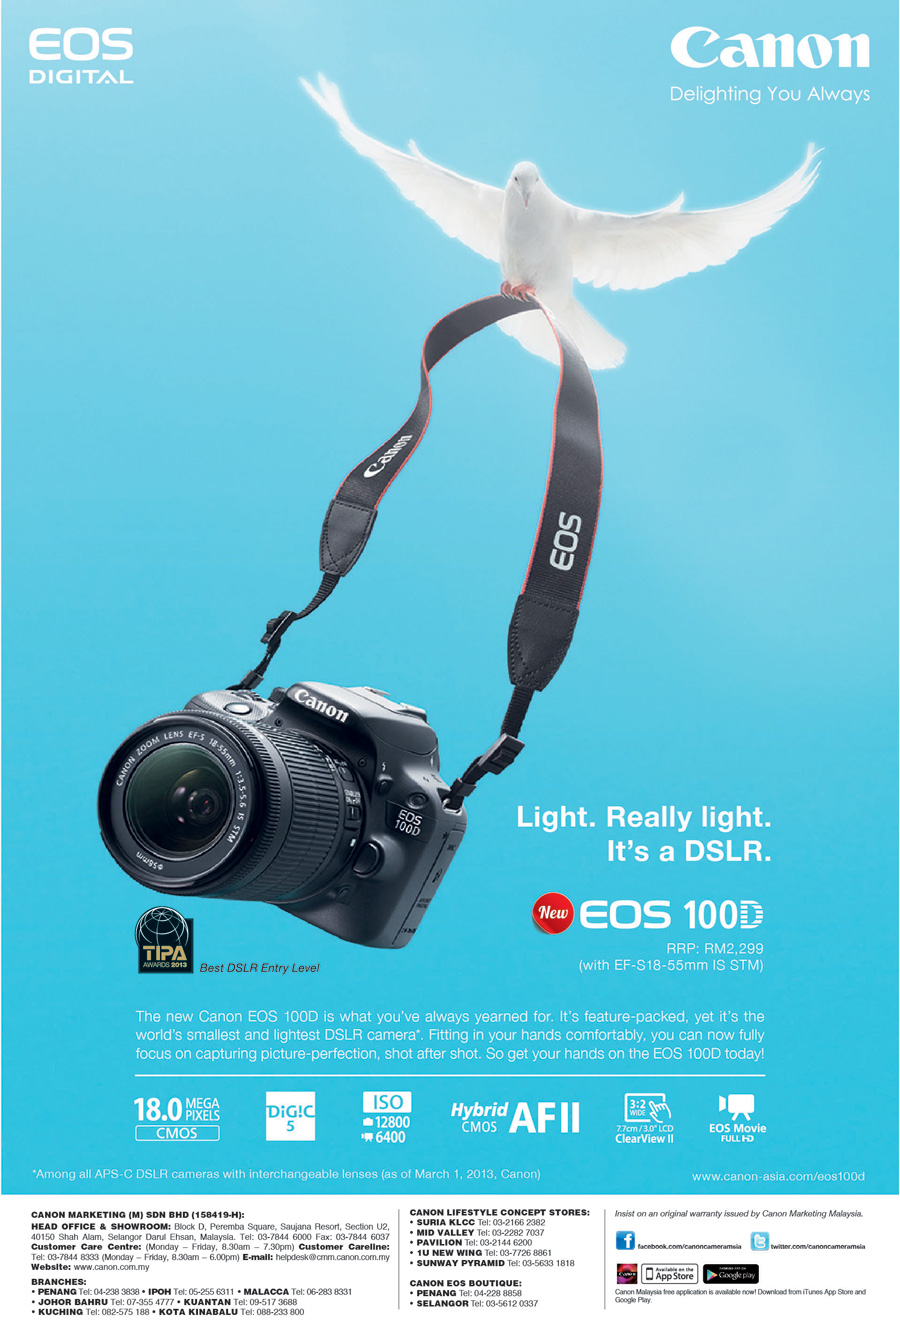 EOS
DIGITAL
Canon
Delighting You Always
Canon
EOS
Canon
CANON ZOOM LENS EF-S 18-55mm 1:3.5-5.6 IS STM
Ø58mm
EOS
100D
Light. Really light.
It's a DSLR.
New EOS 100D
RRP: RM2,299
(with EF-S18-55mm IS STM)
TIPA
AWARDS 2013
Best DSLR Entry Level
The new Canon EOS 100D is what you've always yearned for. It's feature-packed, yet it's the
world's smallest and lightest DSLR camera*. Fitting in your hands comfortably, you can now fully
focus on capturing picture-perfection, shot after shot. So get your hands on the EOS 100D today!
18.0 MEGA PIXELS
CMOS
DiG!C
5
ISO
12800
6400
Hybrid CMOS AF II
3:2
WIDE
7.7cm / 3.0" LCD
ClearView II
EOS Movie
FULL HD
*Among all APS-C DSLR cameras with interchangeable lenses (as of March 1, 2013, Canon)
www.canon-asia.com/eos100d
CANON MARKETING (M) SDN BHD (158419-H):
HEAD OFFICE & SHOWROOM: Block D, Peremba Square, Saujana Resort, Section U2,
40150 Shah Alam, Selangor Darul Ehsan, Malaysia. Tel: 03-7844 6000 Fax: 03-7844 6037
Customer Care Centre: (Monday – Friday, 8.30am – 7.30pm) Customer Careline:
Tel: 03-7844 8333 (Monday – Friday, 8.30am – 6.00pm) E-mail: helpdesk@cmm.canon.com.my
Website: www.canon.com.my
BRANCHES:
• PENANG Tel: 04-238 3838 • IPOH Tel: 05-255 6311 • MALACCA Tel: 06-283 8331
• JOHOR BAHRU Tel: 07-355 4777 • KUANTAN Tel: 09-517 3688
• KUCHING Tel: 082-575 188 • KOTA KINABALU Tel: 088-233 800
CANON LIFESTYLE CONCEPT STORES:
• SURIA KLCC Tel: 03-2166 2382
• MID VALLEY Tel: 03-2282 7037
• PAVILION Tel: 03-2144 6200
• 1U NEW WING Tel: 03-7726 8861
• SUNWAY PYRAMID Tel: 03-5633 1818
CANON EOS BOUTIQUE:
• PENANG Tel: 04-228 8858
• SELANGOR Tel: 03-5612 0337
Insist on an original warranty issued by Canon Marketing Malaysia.
facebook.com/canoncameramsia
twitter.com/canoncameramsia
Canon
Available on the
App Store
Google play
Canon Malaysia free application is available now! Download from iTunes App Store and
Google Play.